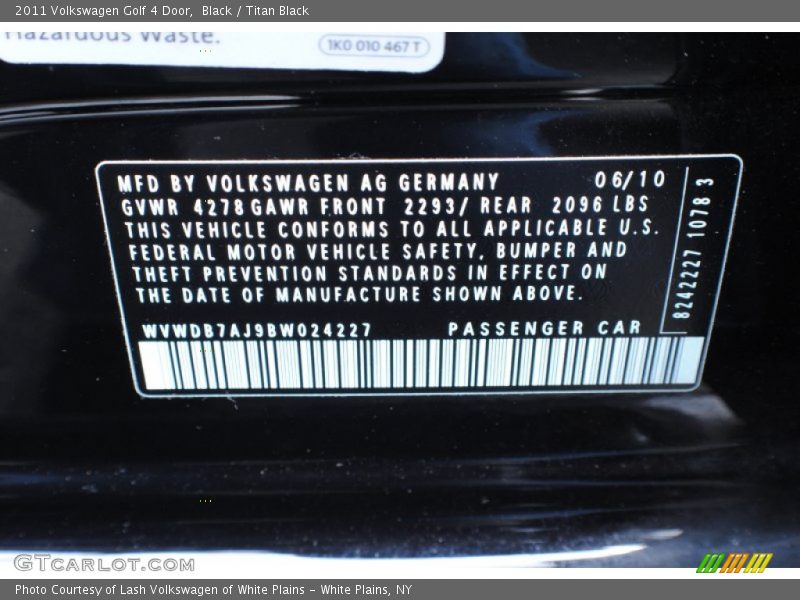 2011 Volkswagen Golf 4 Door,  Black / Titan Black
Hazardous Waste.
1K0 010 467 T
MFD BY VOLKSWAGEN AG GERMANY 06/10
GVWR 4278 GAWR FRONT 2293/ REAR 2096 LBS
THIS VEHICLE CONFORMS TO ALL APPLICABLE U.S.
FEDERAL MOTOR VEHICLE SAFETY, BUMPER AND
THEFT PREVENTION STANDARDS IN EFFECT ON
THE DATE OF MANUFACTURE SHOWN ABOVE.
WVWDB7AJ9BW024227 PASSENGER CAR
8242227 1078 3
GTCARLOT.COM
Photo Courtesy of Lash Volkswagen of White Plains - White Plains, NY